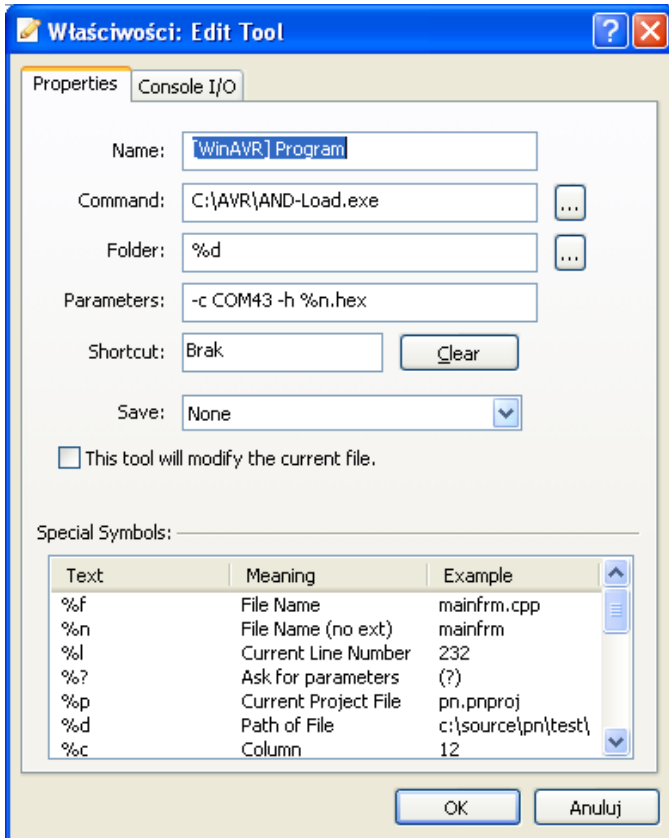 Właściwości: Edit Tool
Properties
Console I/O
Name: [WinAVR] Program
Command: C:\AVR\AND-Load.exe ...
Folder: %d ...
Parameters: -c COM43 -h %n.hex
Shortcut: Brak Clear
Save: None
This tool will modify the current file.
Special Symbols:
Text Meaning Example
%f File Name mainfrm.cpp
%n File Name (no ext) mainfrm
%l Current Line Number 232
%? Ask for parameters (?)
%p Current Project File pn.pnproj
%d Path of File c:\source\pn\test\
%c Column 12
OK Anuluj